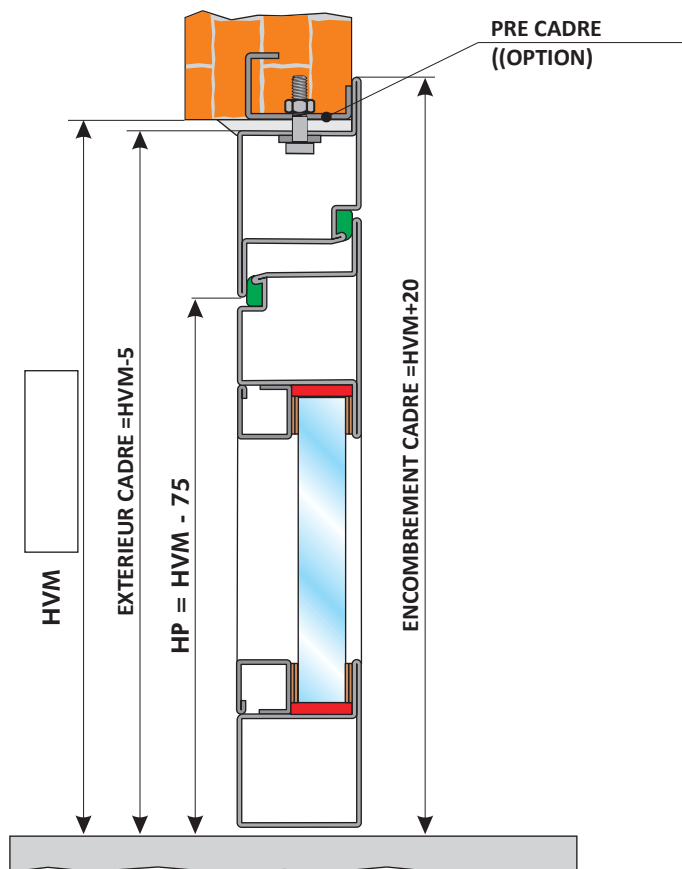 PRE CADRE
((OPTION)
HVM
EXTERIEUR CADRE =HVM-5
HP = HVM - 75
ENCOMBREMENT CADRE =HVM+20